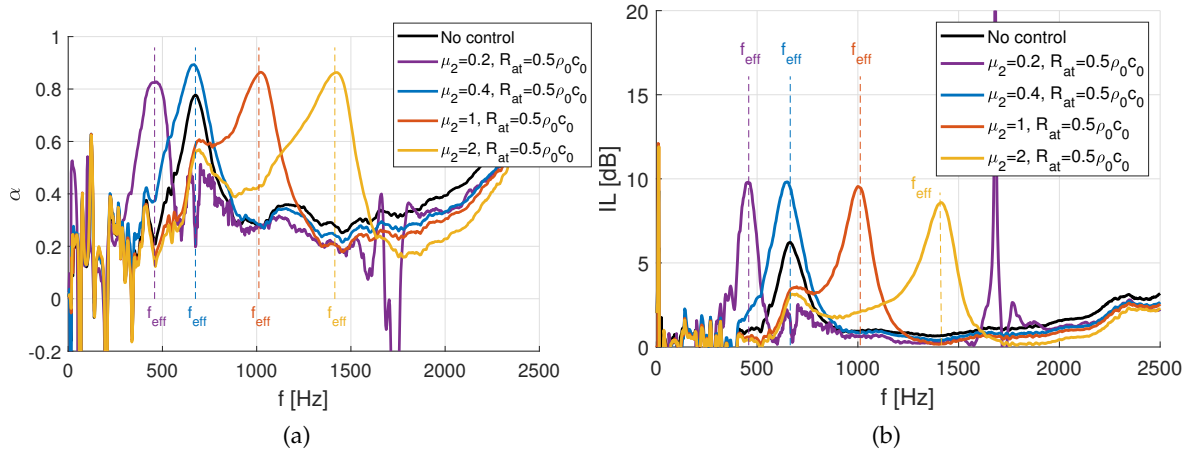 1
0.8
0.6
0.4
0.2
0
-0.2
α
No control
μ₂=0.2, Rₐₜ=0.5ρ₀c₀
μ₂=0.4, Rₐₜ=0.5ρ₀c₀
μ₂=1, Rₐₜ=0.5ρ₀c₀
μ₂=2, Rₐₜ=0.5ρ₀c₀
f_eff
f_eff
f_eff
f_eff
0 500 1000 1500 2000 2500
f [Hz]
(a)
20
15
10
5
0
IL [dB]
f_eff
f_eff
f_eff
f_eff
No control
μ₂=0.2, Rₐₜ=0.5ρ₀c₀
μ₂=0.4, Rₐₜ=0.5ρ₀c₀
μ₂=1, Rₐₜ=0.5ρ₀c₀
μ₂=2, Rₐₜ=0.5ρ₀c₀
0 500 1000 1500 2000 2500
f [Hz]
(b)